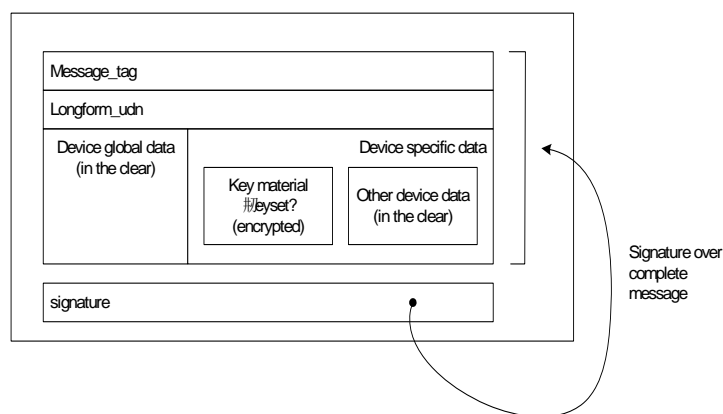 Message_tag
Longform_udn
Device global data
(in the clear)
Device specific data
Key material
(encrypted)
Other device data
(in the clear)
signature
Signature over
complete
message